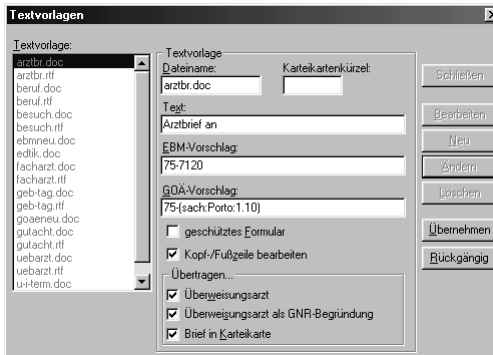 Textvorlagen
Textvorlage:
arztbr.doc
arztbr.rtf
beruf.doc
beruf.rtf
besuch.doc
besuch.rtf
ebmneu.doc
edtik.doc
facharzt.doc
facharzt.rtf
geb-tag.doc
geb-tag.rtf
goaeneu.doc
gutacht.doc
gutacht.rtf
uebarzt.doc
uebarzt.rtf
u-i-term.doc
Textvorlage
Dateiname:
Karteikartenkürzel:
arztbr.doc
Text:
Arztbrief an
EBM-Vorschlag:
75-7120
GOÄ-Vorschlag:
75-(sach:Porto:1.10)
geschütztes Formular
Kopf-/Fußzeile bearbeiten
Übertragen...
Überweisungsarzt
Überweisungsarzt als GNR-Begründung
Brief in Karteikarte
Schließen
Bearbeiten
Neu
Ändern
Löschen
Übernehmen
Rückgängig